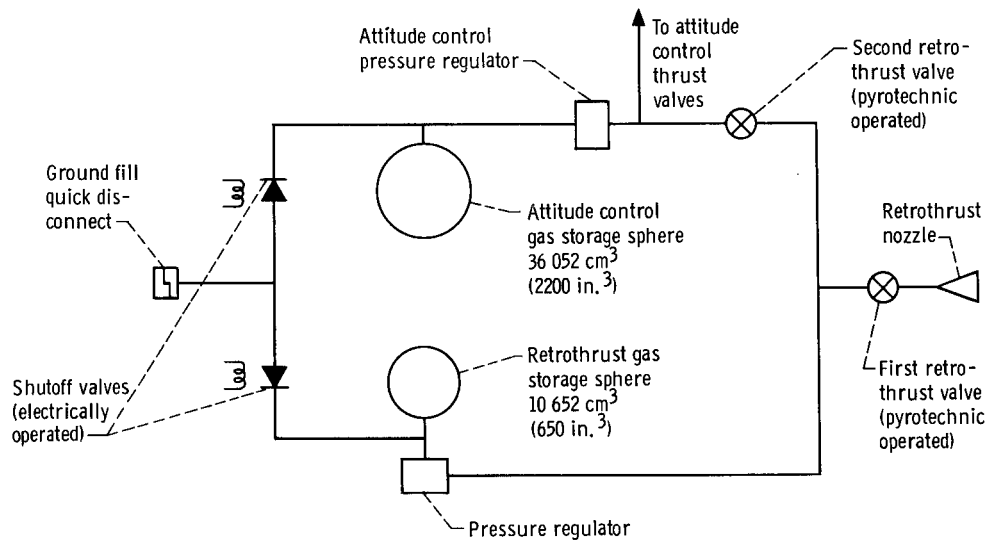 Attitude control
pressure regulator
To attitude
control
thrust
valves
Second retro-
thrust valve
(pyrotechnic
operated)
Ground fill
quick dis-
connect
Attitude control
gas storage sphere
36 052 cm³
(2200 in.³)
Retrothrust
nozzle
Retrothrust gas
storage sphere
10 652 cm³
(650 in.³)
Shutoff valves
(electrically
operated)
First retro-
thrust valve
(pyrotechnic
operated)
Pressure regulator